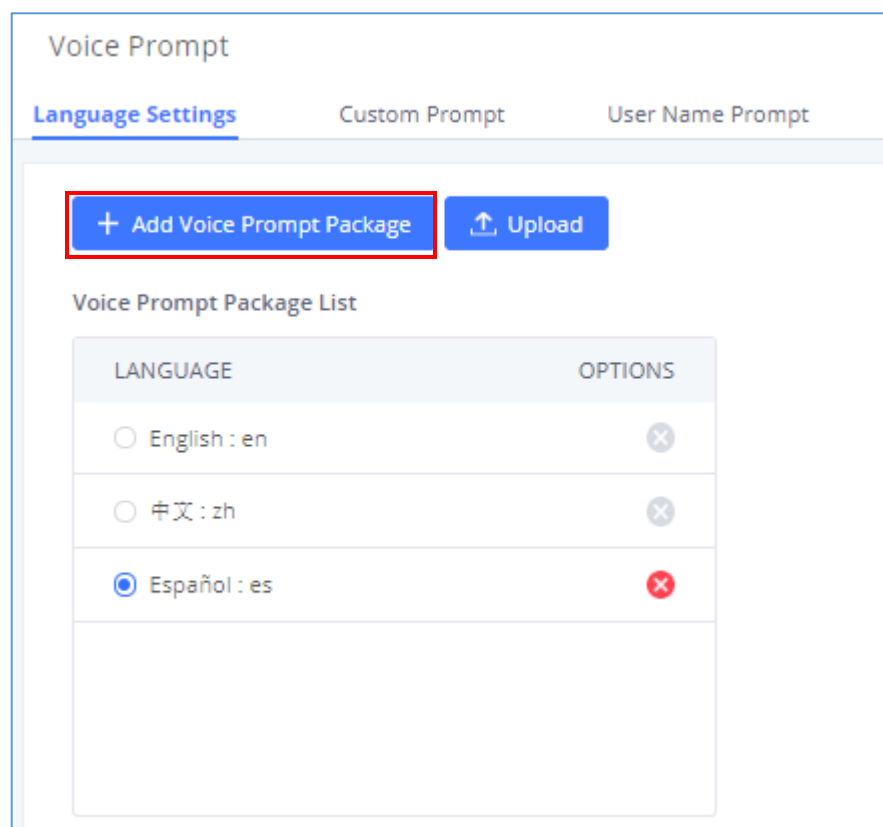 Voice Prompt
Language Settings Custom Prompt User Name Prompt
+ Add Voice Prompt Package Upload
Voice Prompt Package List
LANGUAGE OPTIONS
English : en
中文 : zh
Español : es